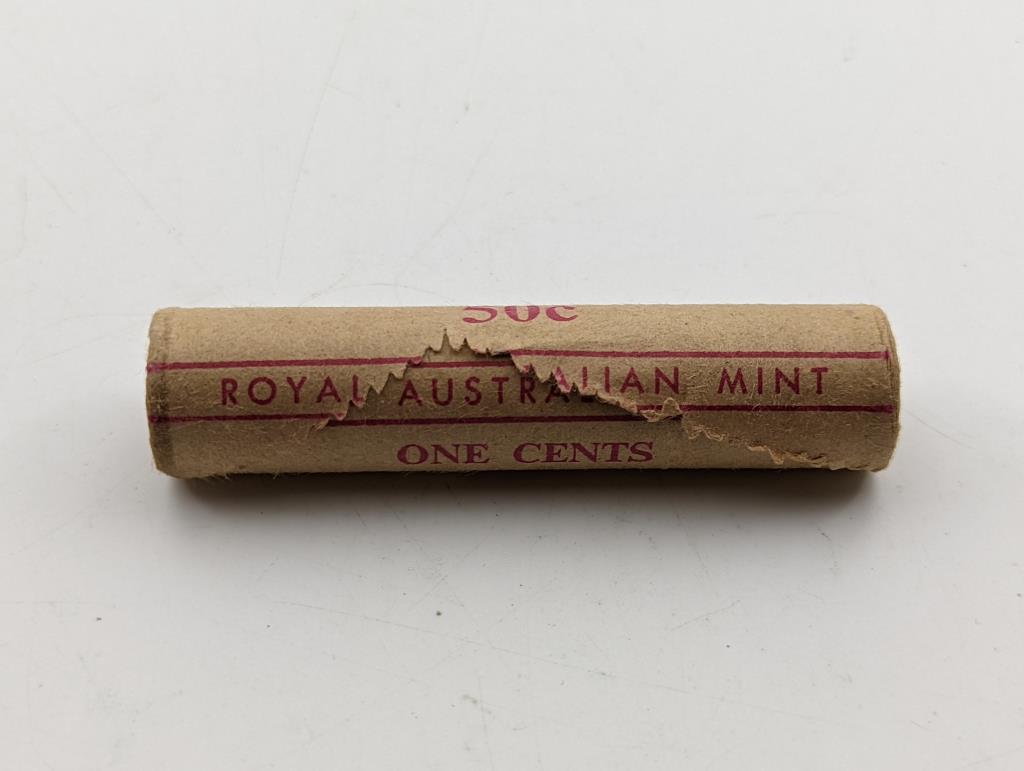 50c
ROYAL AUSTRALIAN MINT
ONE CENTS